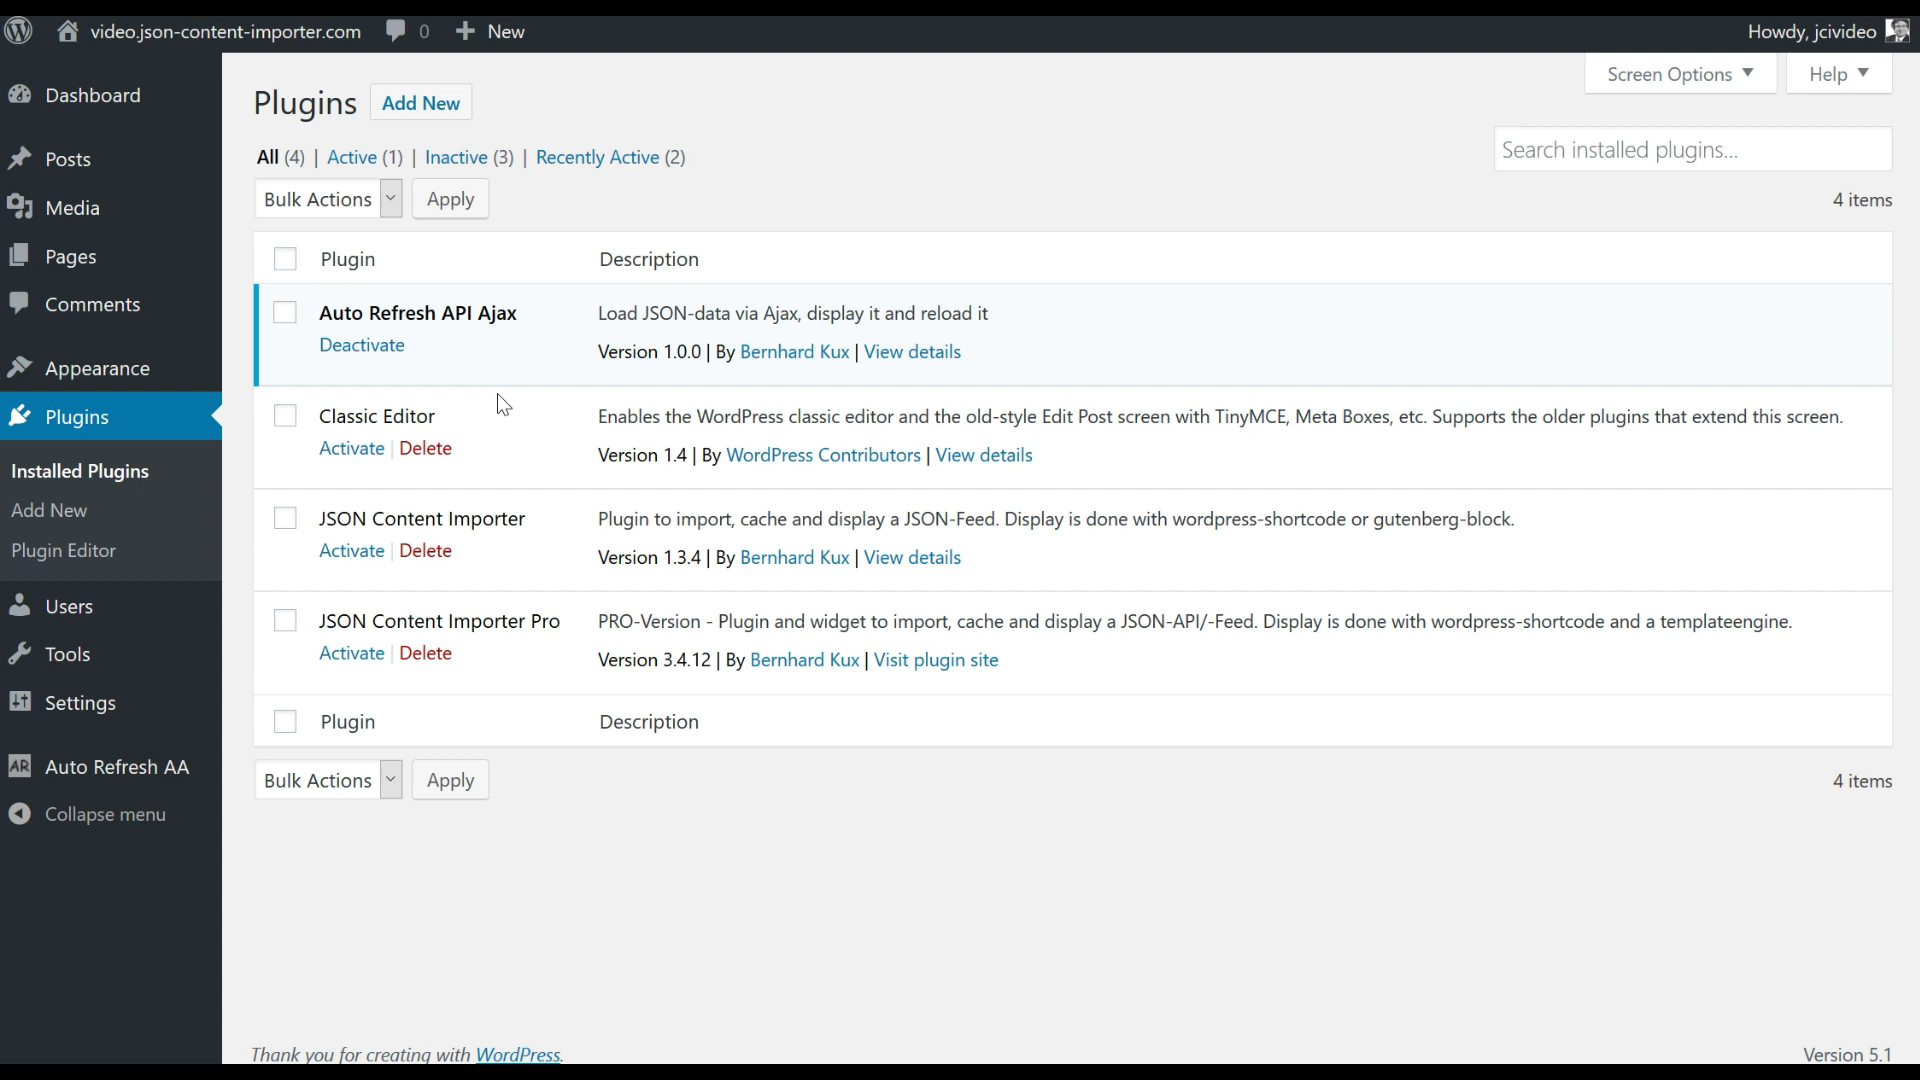 video.json-content-importer.com 0 New Howdy, jcivideo
Screen Options Help
Dashboard
Posts
Media
Pages
Comments
Appearance
Plugins
Installed Plugins
Add New
Plugin Editor
Users
Tools
Settings
AR Auto Refresh AA
Collapse menu
Plugins Add New
All (4) | Active (1) | Inactive (3) | Recently Active (2)
Search installed plugins...
Bulk Actions Apply 4 items
Plugin Description
Auto Refresh API Ajax Load JSON-data via Ajax, display it and reload it
Deactivate Version 1.0.0 | By Bernhard Kux | View details
Classic Editor Enables the WordPress classic editor and the old-style Edit Post screen with TinyMCE, Meta Boxes, etc. Supports the older plugins that extend this screen.
Activate | Delete Version 1.4 | By WordPress Contributors | View details
JSON Content Importer Plugin to import, cache and display a JSON-Feed. Display is done with wordpress-shortcode or gutenberg-block.
Activate | Delete Version 1.3.4 | By Bernhard Kux | View details
JSON Content Importer Pro PRO-Version - Plugin and widget to import, cache and display a JSON-API/-Feed. Display is done with wordpress-shortcode and a templateengine.
Activate | Delete Version 3.4.12 | By Bernhard Kux | Visit plugin site
Plugin Description
Bulk Actions Apply 4 items
Thank you for creating with WordPress. Version 5.1